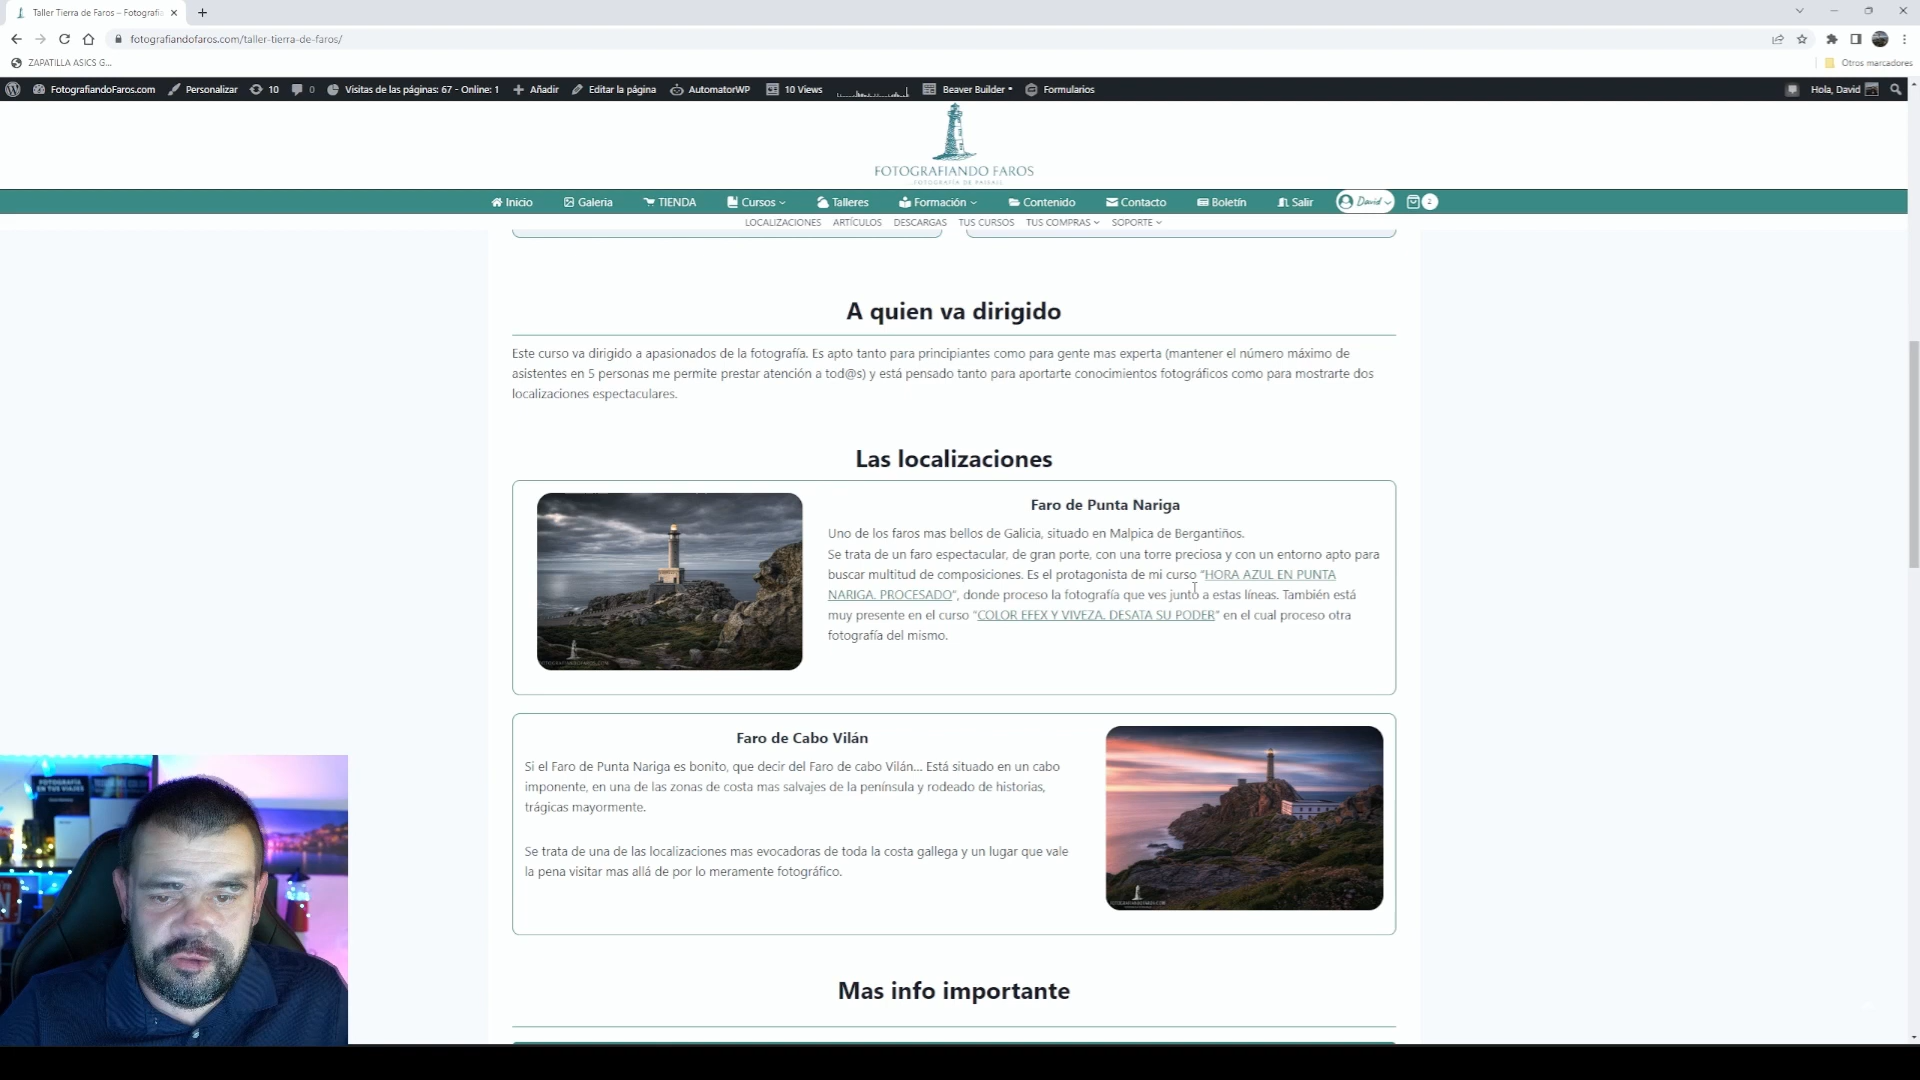 Taller Tierra de Faros – Fotografi
fotografiandofaros.com/taller-tierra-de-faros/
ZAPATILLA ASICS G...
Otros marcadores
FotografiandoFaros.com
Personalizar
10
0
Visitas de las páginas: 67 - Online: 1
Añadir
Editar la página
AutomatorWP
10 Views
Beaver Builder
Formularios
Hola, David
FOTOGRAFIANDO FAROS
FOTOGRAFÍA DE PAISAJE
Inicio
Galeria
TIENDA
Cursos
Talleres
Formación
Contenido
Contacto
Boletín
Salir
David
2
LOCALIZACIONES
ARTÍCULOS
DESCARGAS
TUS CURSOS
TUS COMPRAS
SOPORTE
A quien va dirigido
Este curso va dirigido a apasionados de la fotografía. Es apto tanto para principiantes como para gente mas experta (mantener el número máximo de
asistentes en 5 personas me permite prestar atención a tod@s) y está pensado tanto para aportarte conocimientos fotográficos como para mostrarte dos
localizaciones espectaculares.
Las localizaciones
Faro de Punta Nariga
Uno de los faros mas bellos de Galicia, situado en Malpica de Bergantiños.
Se trata de un faro espectacular, de gran porte, con una torre preciosa y con un entorno apto para
buscar multitud de composiciones. Es el protagonista de mi curso “HORA AZUL EN PUNTA
NARIGA. PROCESADO”, donde proceso la fotografía que ves junto a estas líneas. También está
muy presente en el curso “COLOR EFEX Y VIVEZA. DESATA SU PODER” en el cual proceso otra
fotografía del mismo.
Faro de Cabo Vilán
Si el Faro de Punta Nariga es bonito, que decir del Faro de cabo Vilán... Está situado en un cabo
imponente, en una de las zonas de costa mas salvajes de la península y rodeado de historias,
trágicas mayormente.
Se trata de una de las localizaciones mas evocadoras de toda la costa gallega y un lugar que vale
la pena visitar mas allá de por lo meramente fotográfico.
Mas info importante
FOTOGRAFÍA
EN TUS VIAJES